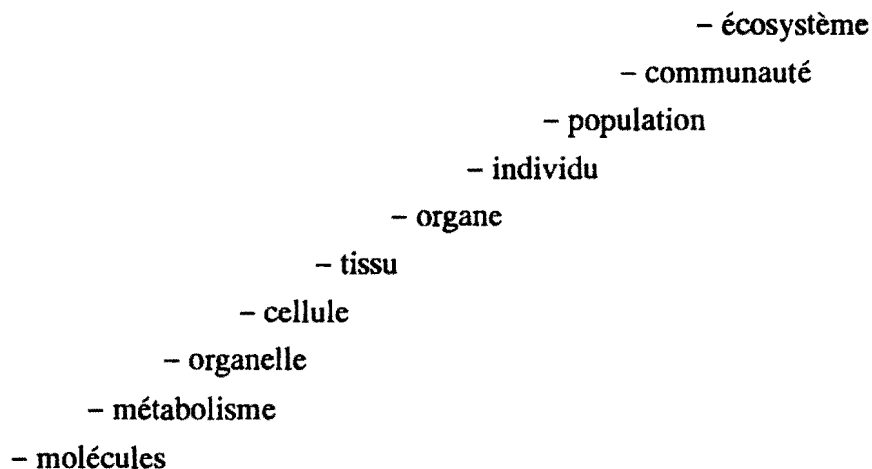 – écosystème
– communauté
– population
– individu
– organe
– tissu
– cellule
– organelle
– métabolisme
– molécules